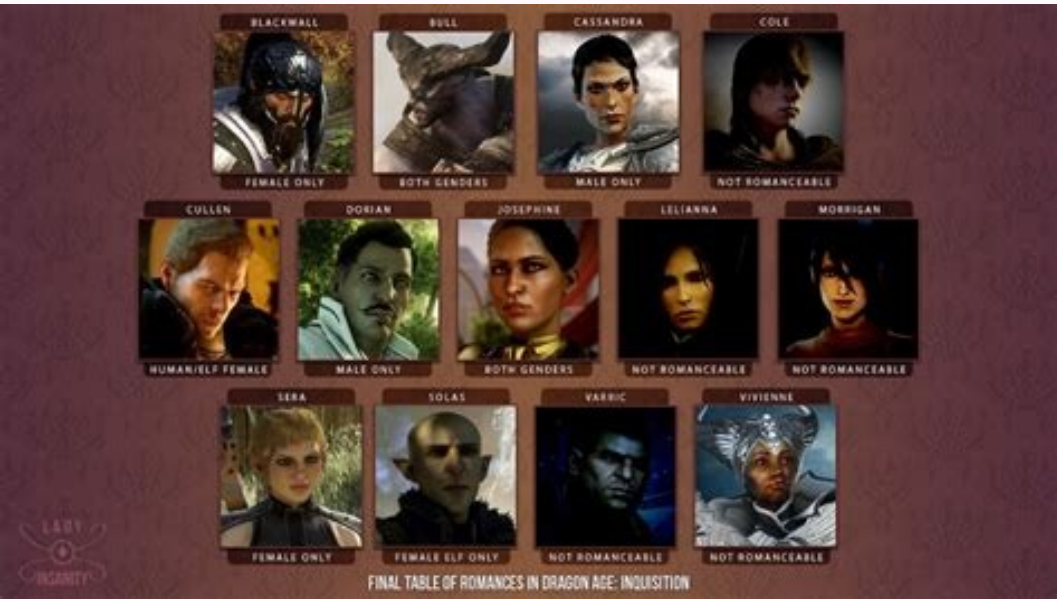 BLACKWALL BULL CASSANDRA COLE
FEMALE ONLY BOTH GENDERS MALE ONLY NOT ROMANCEABLE
CULLEN DORIAN JOSEPHINE LELIANNA MORRIGAN
HUMAN/ELF FEMALE MALE ONLY BOTH GENDERS NOT ROMANCEABLE NOT ROMANCEABLE
SERA SOLAS VARRIC VIVIENNE
FEMALE ONLY FEMALE ELF ONLY NOT ROMANCEABLE NOT ROMANCEABLE
LADY
INSANITY
FINAL TABLE OF ROMANCES IN DRAGON AGE: INQUISITION